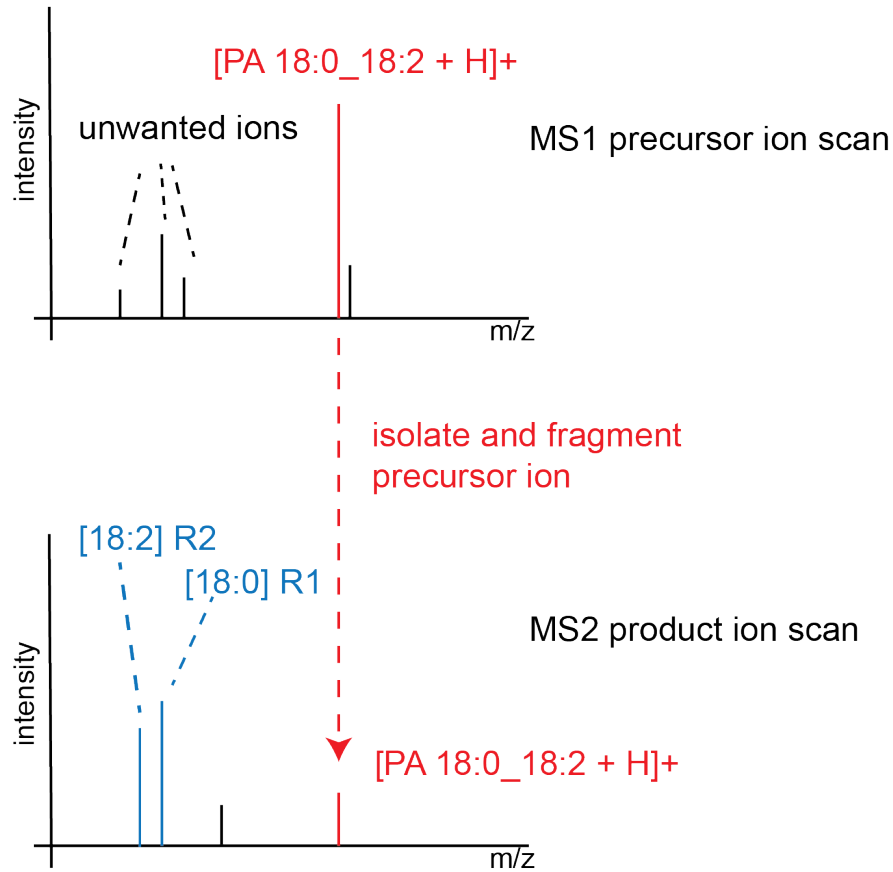 [PA 18:0_18:2 + H]+
unwanted ions
MS1 precursor ion scan
intensity
m/z
isolate and fragment
precursor ion
[18:2] R2
[18:0] R1
MS2 product ion scan
intensity
[PA 18:0_18:2 + H]+
m/z